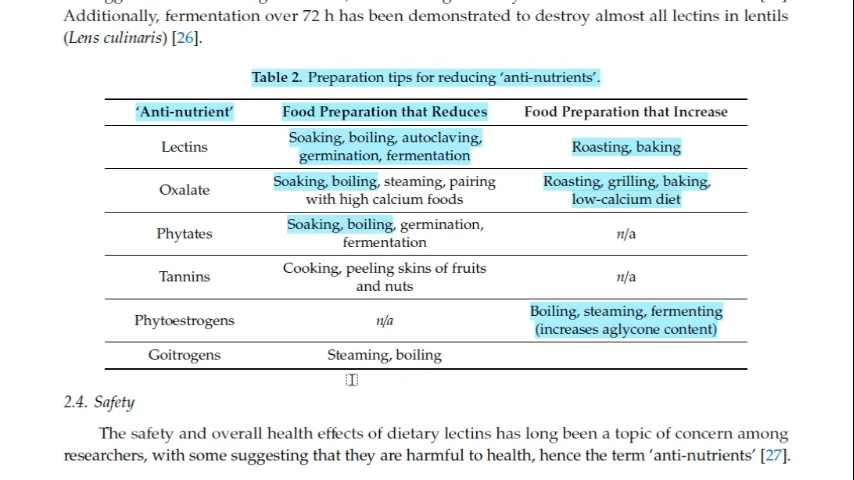 Additionally, fermentation over 72 h has been demonstrated to destroy almost all lectins in lentils
(Lens culinaris) [26].
Table 2. Preparation tips for reducing ‘anti-nutrients’.
‘Anti-nutrient’ Food Preparation that Reduces Food Preparation that Increase
Lectins Soaking, boiling, autoclaving, germination, fermentation Roasting, baking
Oxalate Soaking, boiling, steaming, pairing with high calcium foods Roasting, grilling, baking, low-calcium diet
Phytates Soaking, boiling, germination, fermentation n/a
Tannins Cooking, peeling skins of fruits and nuts n/a
Phytoestrogens n/a Boiling, steaming, fermenting (increases aglycone content)
Goitrogens Steaming, boiling
2.4. Safety
The safety and overall health effects of dietary lectins has long been a topic of concern among
researchers, with some suggesting that they are harmful to health, hence the term ‘anti-nutrients’ [27].